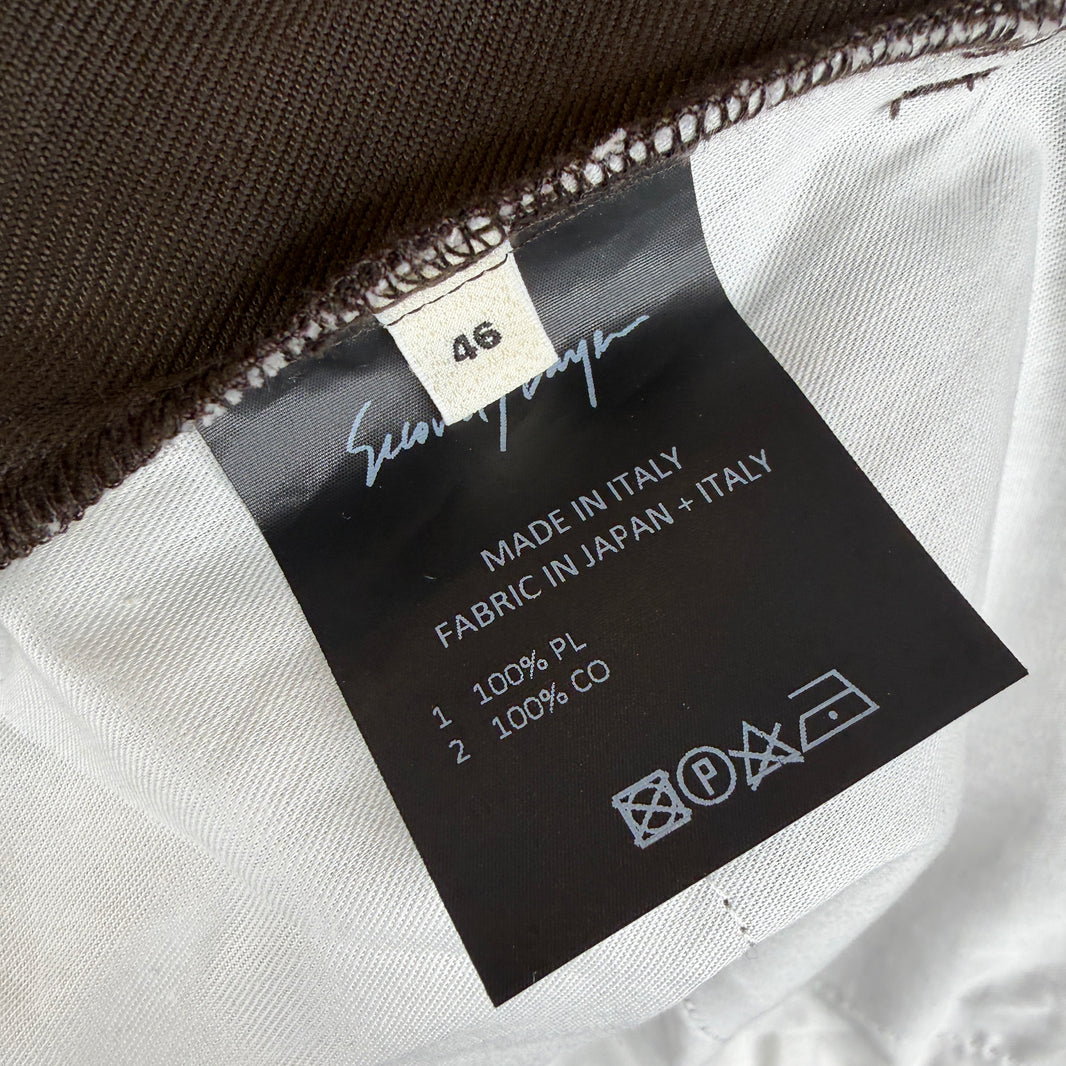 46
MADE IN ITALY
FABRIC IN JAPAN + ITALY
1 100% PL
2 100% CO
P